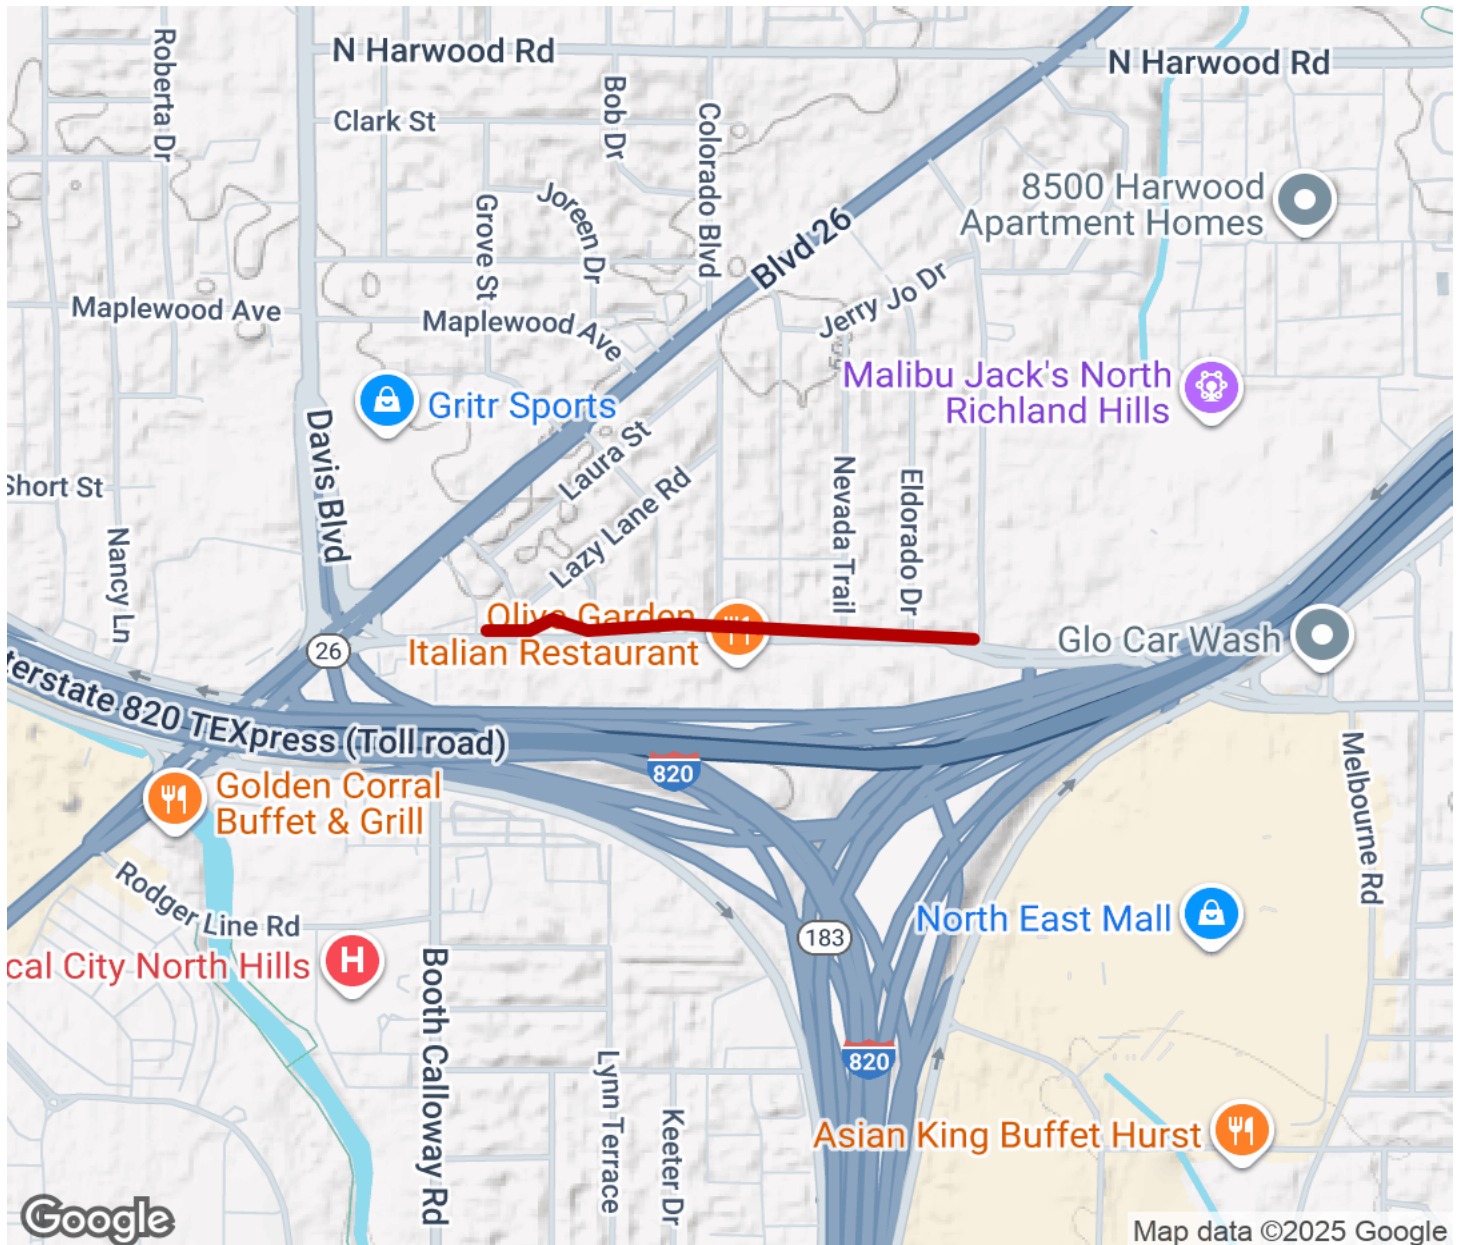 N Harwood Rd
N Harwood Rd
Roberta Dr
Bob Dr
Clark St
Colorado Blvd
8500 Harwood
Apartment Homes
Joreen Dr
Grove St
Blvd 26
Jerry Jo Dr
Maplewood Ave
Maplewood Ave
Malibu Jack's North
Richland Hills
Gritr Sports
Davis Blvd
Laura St
Short St
Lazy Lane Rd
Nevada Trail
Eldorado Dr
Nancy Ln
Olive Garden
Italian Restaurant
26
Glo Car Wash
terstate 820 TEXpress (Toll road)
820
Golden Corral
Buffet & Grill
Melbourne Rd
Rodger Line Rd
North East Mall
183
cal City North Hills
H
Booth Calloway Rd
820
Lynn Terrace
Keeter Dr
Asian King Buffet Hurst
Google
Map data ©2025 Google